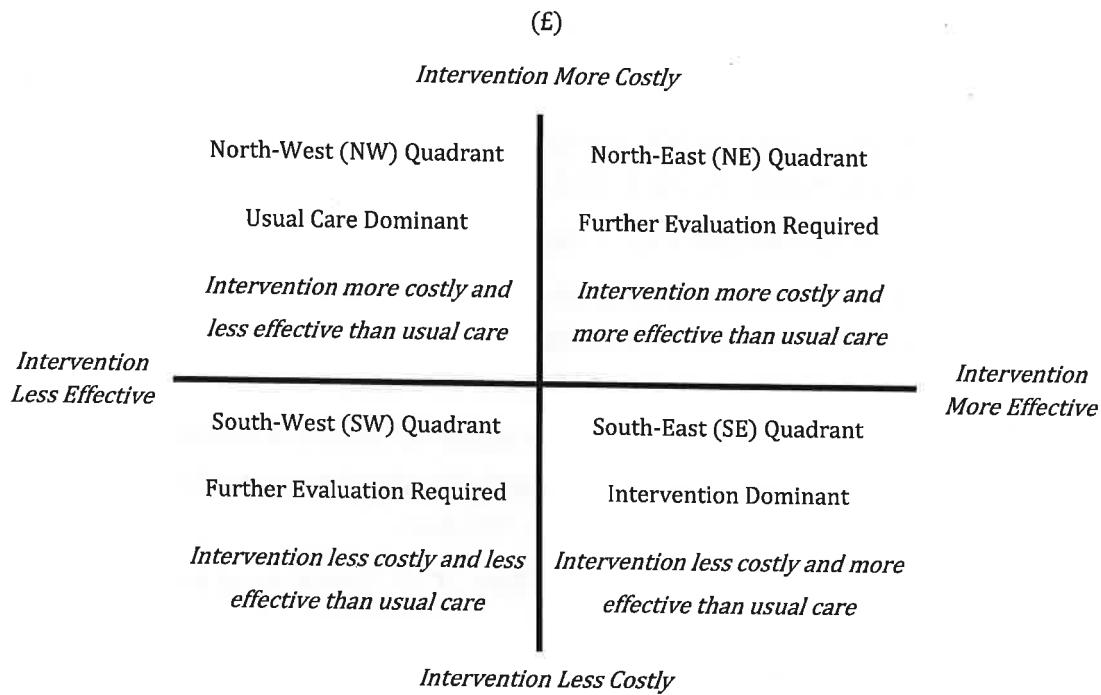 (£)
Intervention More Costly
North-West (NW) Quadrant
Usual Care Dominant
Intervention more costly and
less effective than usual care
North-East (NE) Quadrant
Further Evaluation Required
Intervention more costly and
more effective than usual care
Intervention
Less Effective
Intervention
More Effective
South-West (SW) Quadrant
Further Evaluation Required
Intervention less costly and less
effective than usual care
South-East (SE) Quadrant
Intervention Dominant
Intervention less costly and more
effective than usual care
Intervention Less Costly